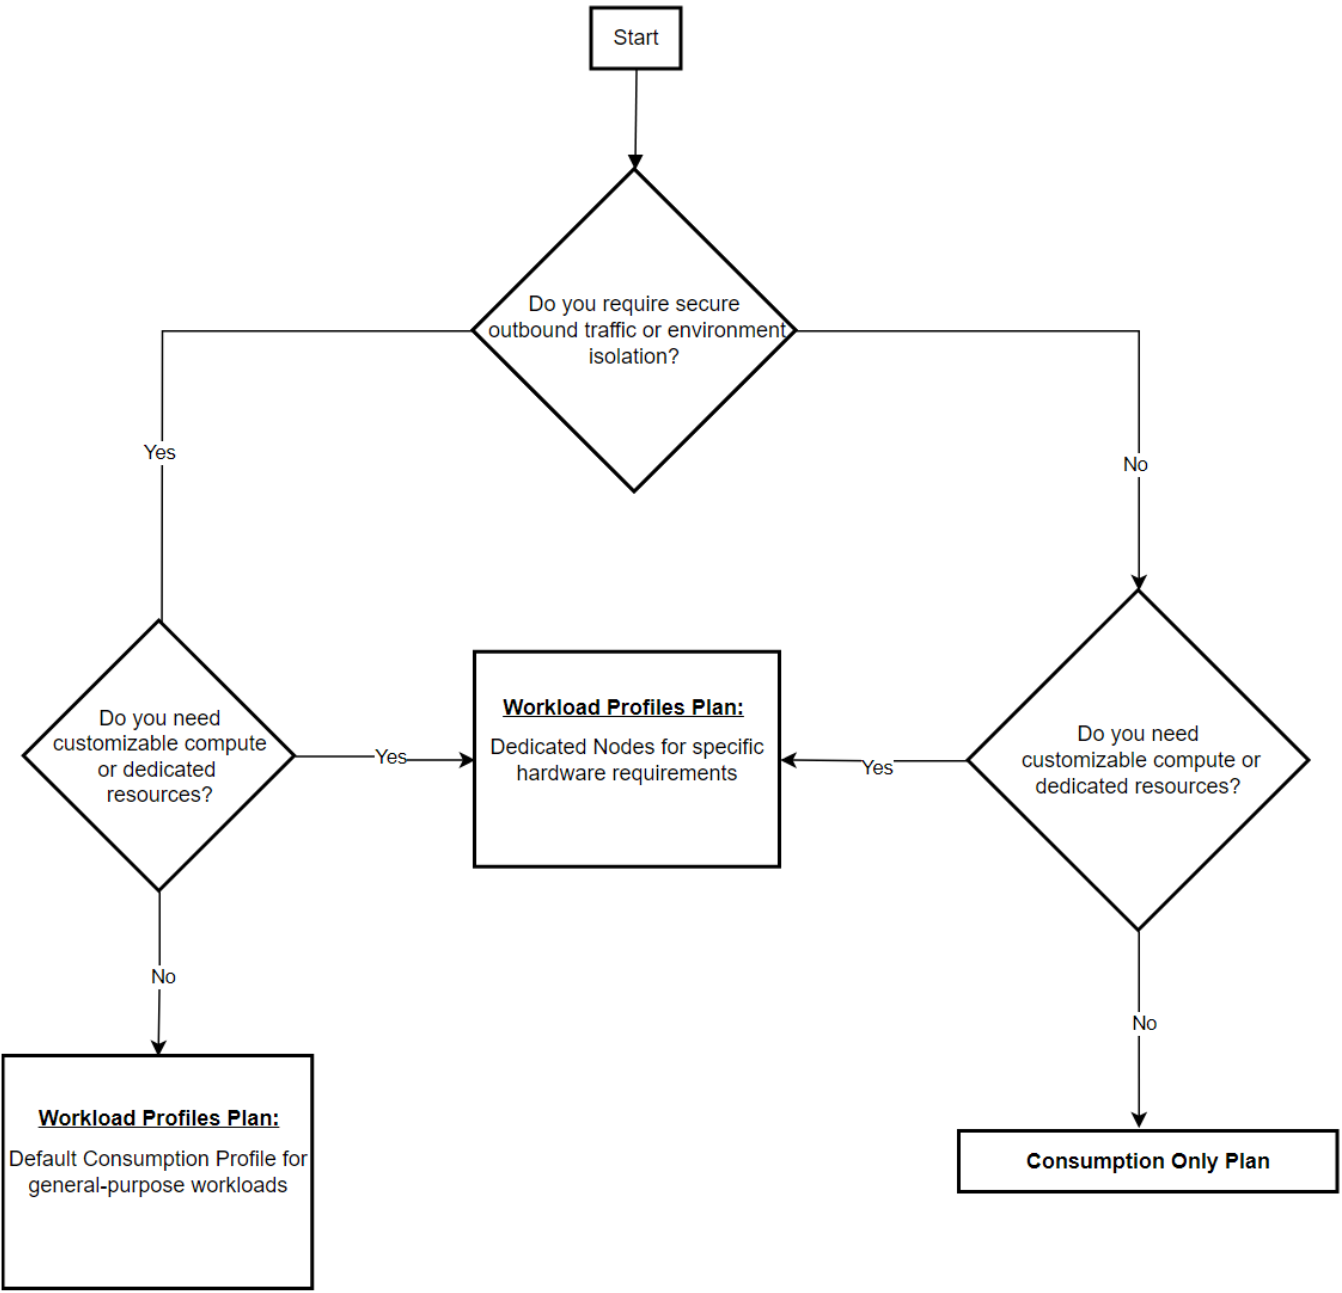 Start
Do you require secure
outbound traffic or environment
isolation?
Yes
No
Do you need
customizable compute
or dedicated
resources?
Yes
Workload Profiles Plan:
Dedicated Nodes for specific
hardware requirements
Yes
Do you need
customizable compute or
dedicated resources?
No
No
Workload Profiles Plan:
Default Consumption Profile for
general-purpose workloads
Consumption Only Plan